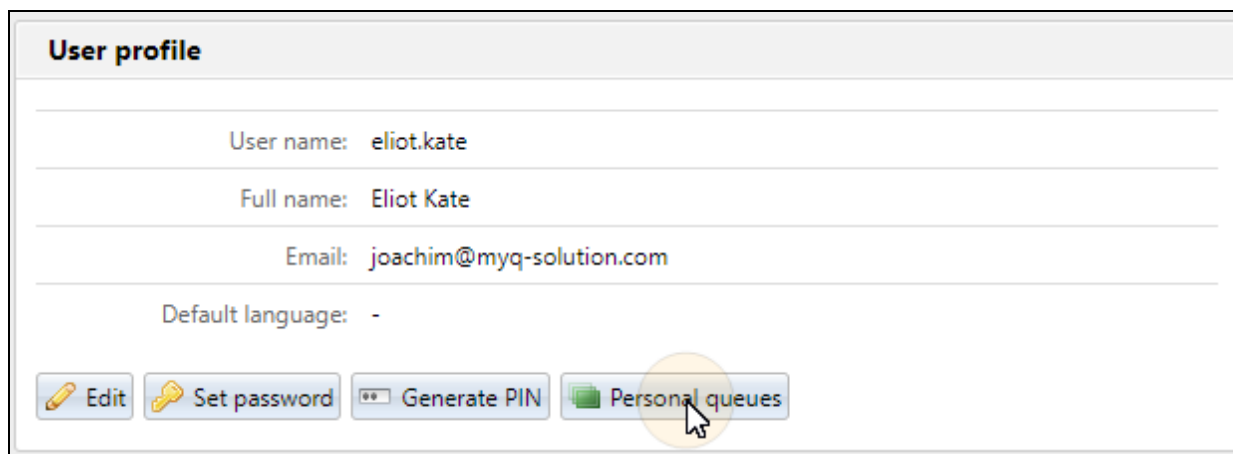 User profile
User name: eliot.kate
Full name: Eliot Kate
Email: joachim@myq-solution.com
Default language: -
Edit Set password Generate PIN Personal queues